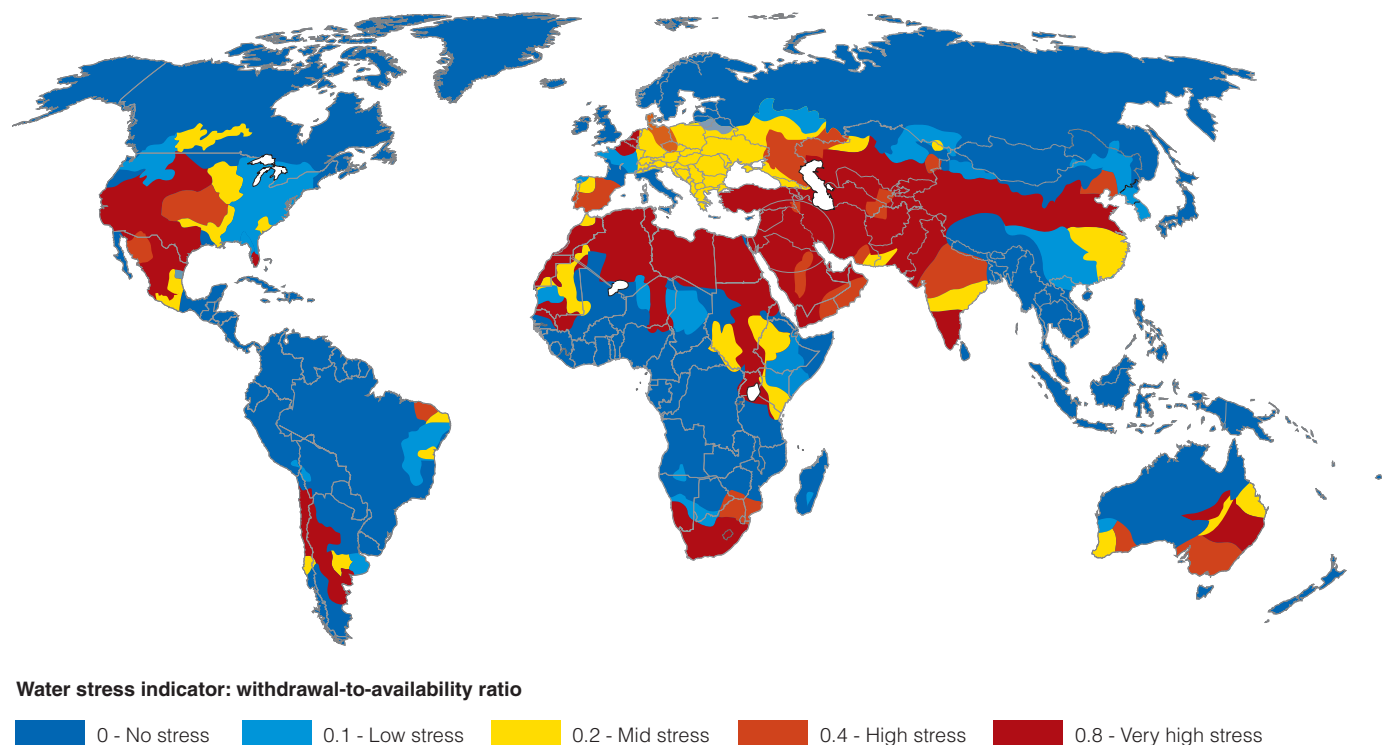 Water stress indicator: withdrawal-to-availability ratio
0 - No stress 0.1 - Low stress 0.2 - Mid stress 0.4 - High stress 0.8 - Very high stress